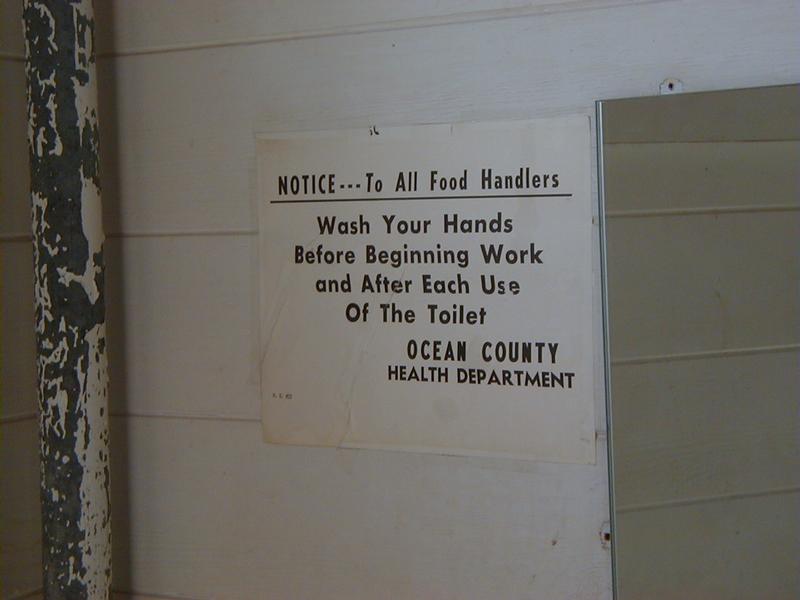 NOTICE---To All Food Handlers
Wash Your Hands
Before Beginning Work
and After Each Use
Of The Toilet
OCEAN COUNTY
HEALTH DEPARTMENT